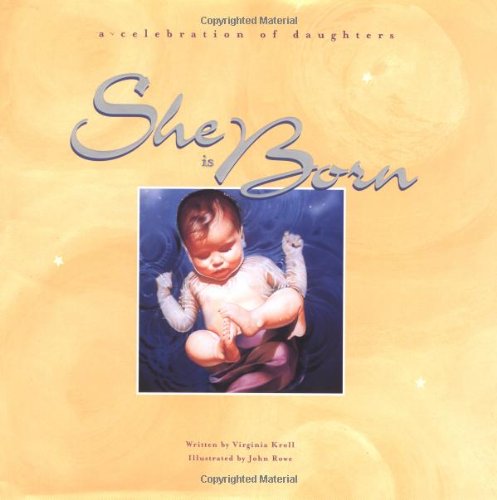 Copyrighted Material
a celebration of daughters
She
is
Born
Written by Virginia Kroll
Illustrated by John Rowe
Copyrighted Material